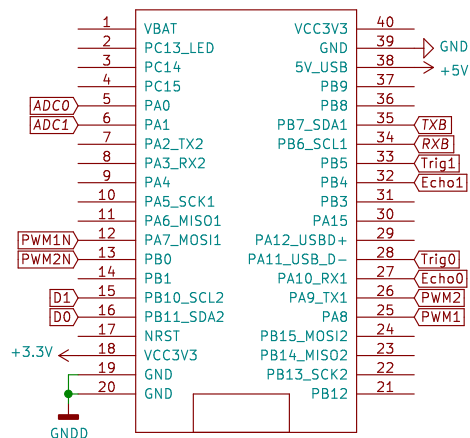 1 VBAT VCC3V3 40
2 PC13_LED GND 39 GND
3 PC14 5V_USB 38 +5V
4 PC15 PB9 37
ADC0 5 PA0 PB8 36
ADC1 6 PA1 PB7_SDA1 35 TXB
7 PA2_TX2 PB6_SCL1 34 RXB
8 PA3_RX2 PB5 33 Trig1
9 PA4 PB4 32 Echo1
10 PA5_SCK1 PB3 31
11 PA6_MISO1 PA15 30
PWM1N 12 PA7_MOSI1 PA12_USBD+ 29
PWM2N 13 PB0 PA11_USB_D- 28 Trig0
14 PB1 PA10_RX1 27 Echo0
D1 15 PB10_SCL2 PA9_TX1 26 PWM2
D0 16 PB11_SDA2 PA8 25 PWM1
17 NRST PB15_MOSI2 24
+3.3V 18 VCC3V3 PB14_MISO2 23
19 GND PB13_SCK2 22
20 GND PB12 21
GNDD